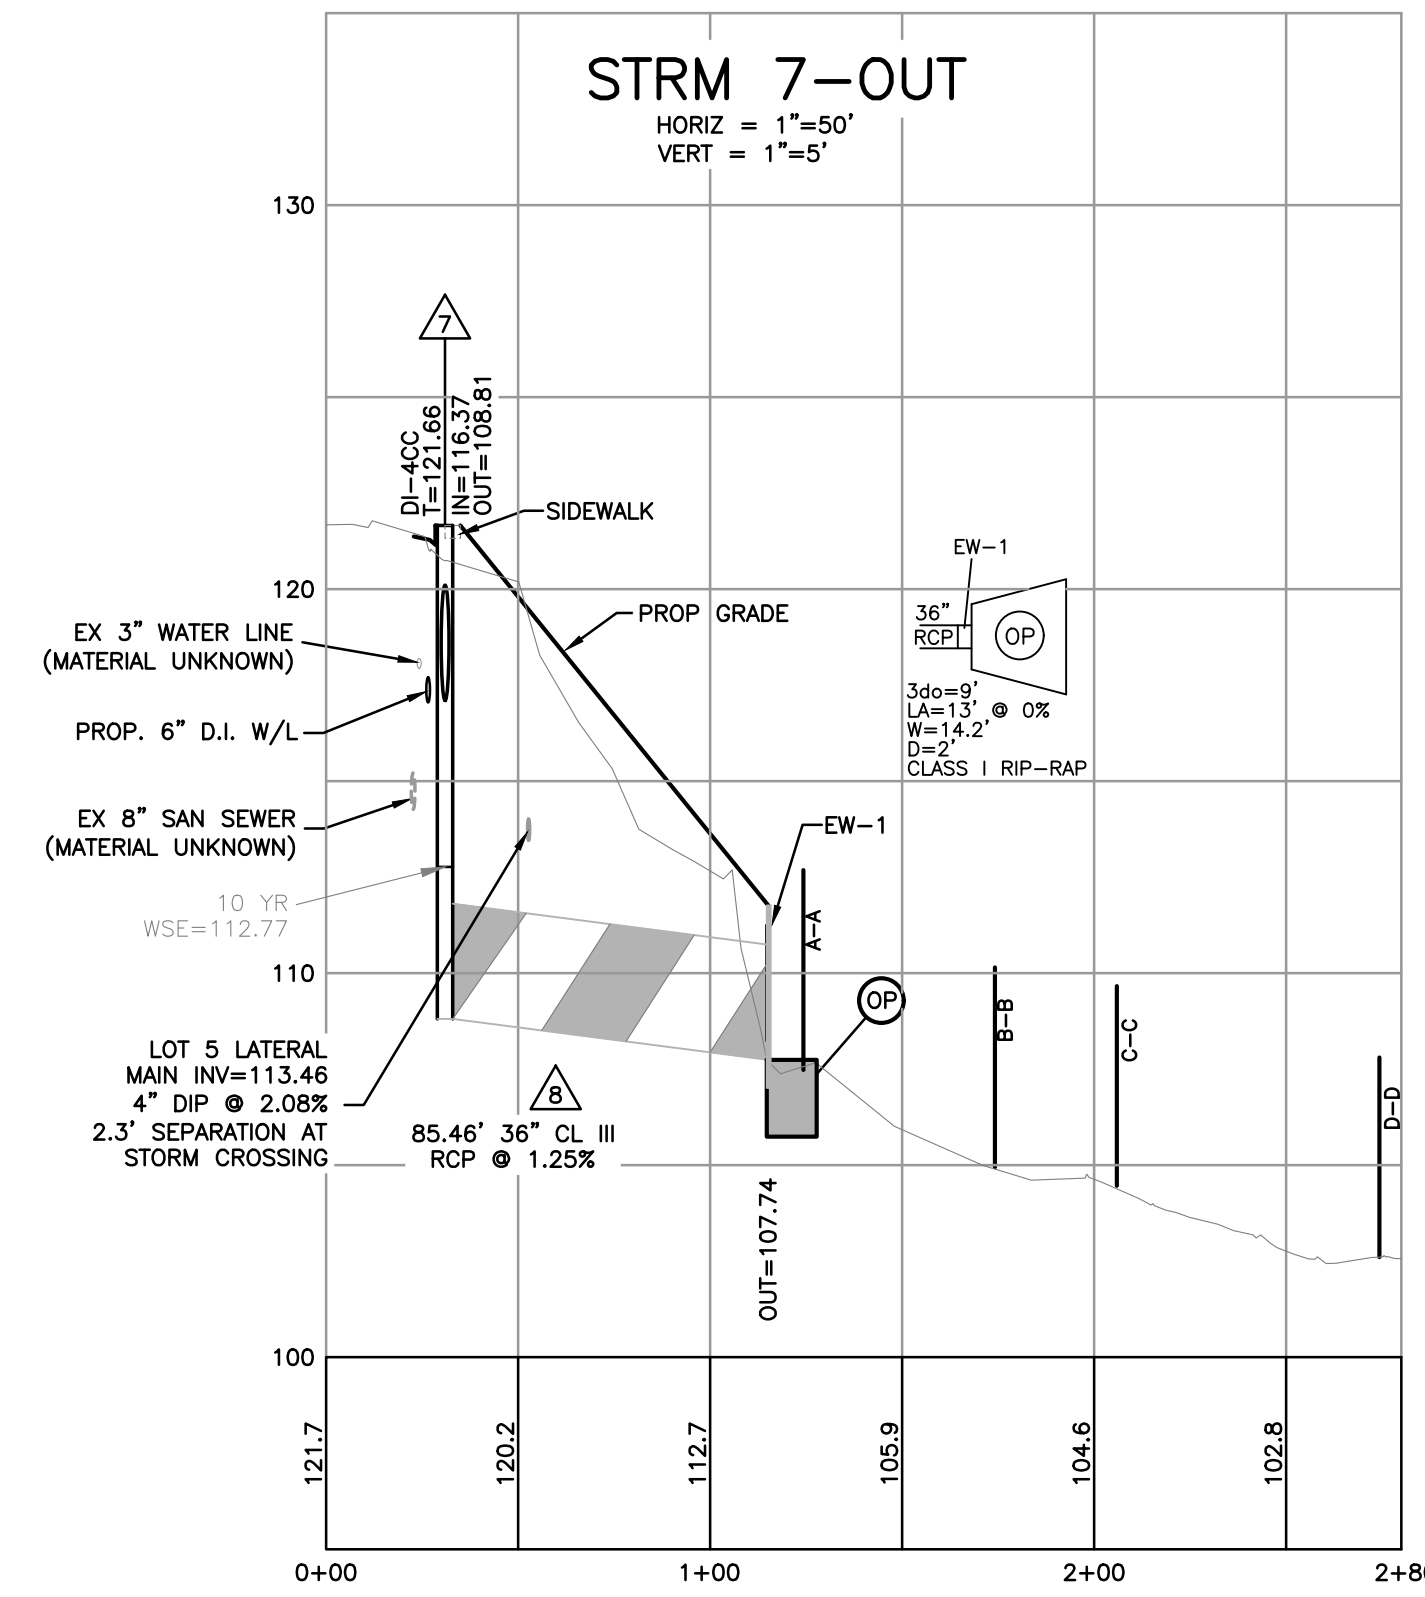 STRM 7-OUT
HORIZ = 1"=50'
VERT = 1"=5'
130
7
DI-4CC
T=121.66
IN=116.37
OUT=108.81
SIDEWALK
EW-1
120
PROP GRADE
36"
RCP
OP
EX 3" WATER LINE
(MATERIAL UNKNOWN)
3do=9'
LA=13' @ 0%
W=14.2'
D=2'
CLASS I RIP-RAP
PROP. 6" D.I. W/L
EX 8" SAN SEWER
(MATERIAL UNKNOWN)
EW-1
10 YR
WSE=112.77
A-A
110
OP
B-B
C-C
D-D
LOT 5 LATERAL
MAIN INV=113.46
4" DIP @ 2.08%
2.3' SEPARATION AT
STORM CROSSING
8
85.46' 36" CL III
RCP @ 1.25%
OUT=107.74
100
121.7
120.2
112.7
105.9
104.6
102.8
0+00
1+00
2+00